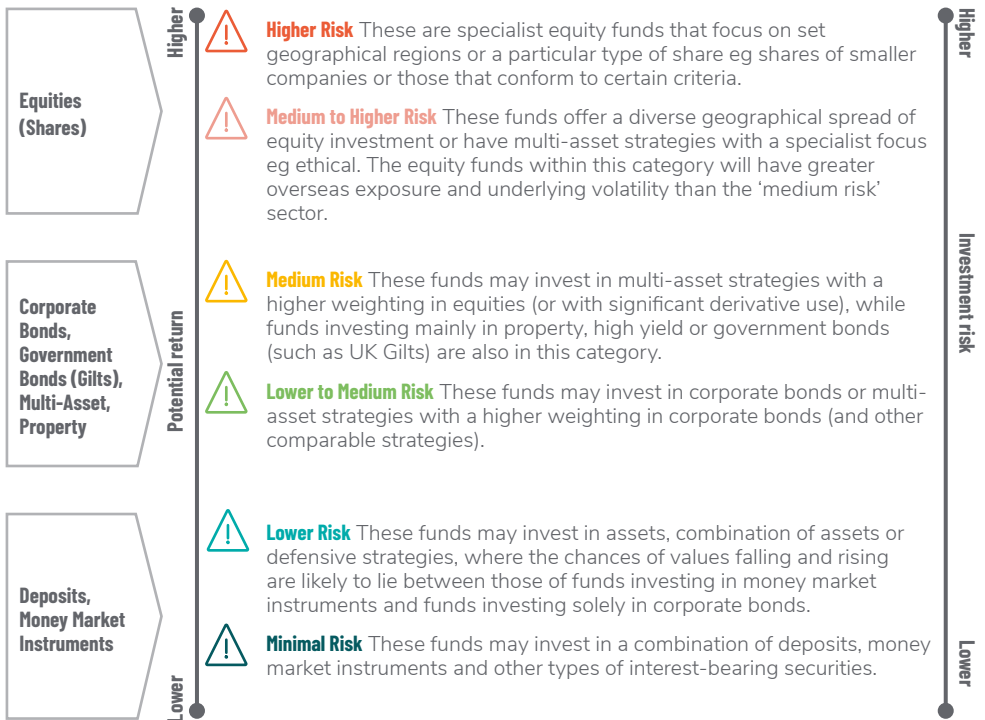 Higher
Higher
Equities
(Shares)
Higher Risk These are specialist equity funds that focus on set
geographical regions or a particular type of share eg shares of smaller
companies or those that conform to certain criteria.
Medium to Higher Risk These funds offer a diverse geographical spread of
equity investment or have multi-asset strategies with a specialist focus
eg ethical. The equity funds within this category will have greater
overseas exposure and underlying volatility than the ‘medium risk’
sector.
Corporate
Bonds,
Government
Bonds (Gilts),
Multi-Asset,
Property
Potential return
Investment risk
Medium Risk These funds may invest in multi-asset strategies with a
higher weighting in equities (or with significant derivative use), while
funds investing mainly in property, high yield or government bonds
(such as UK Gilts) are also in this category.
Lower to Medium Risk These funds may invest in corporate bonds or multi-
asset strategies with a higher weighting in corporate bonds (and other
comparable strategies).
Deposits,
Money Market
Instruments
Lower Risk These funds may invest in assets, combination of assets or
defensive strategies, where the chances of values falling and rising
are likely to lie between those of funds investing in money market
instruments and funds investing solely in corporate bonds.
Minimal Risk These funds may invest in a combination of deposits, money
market instruments and other types of interest-bearing securities.
Lower
Lower